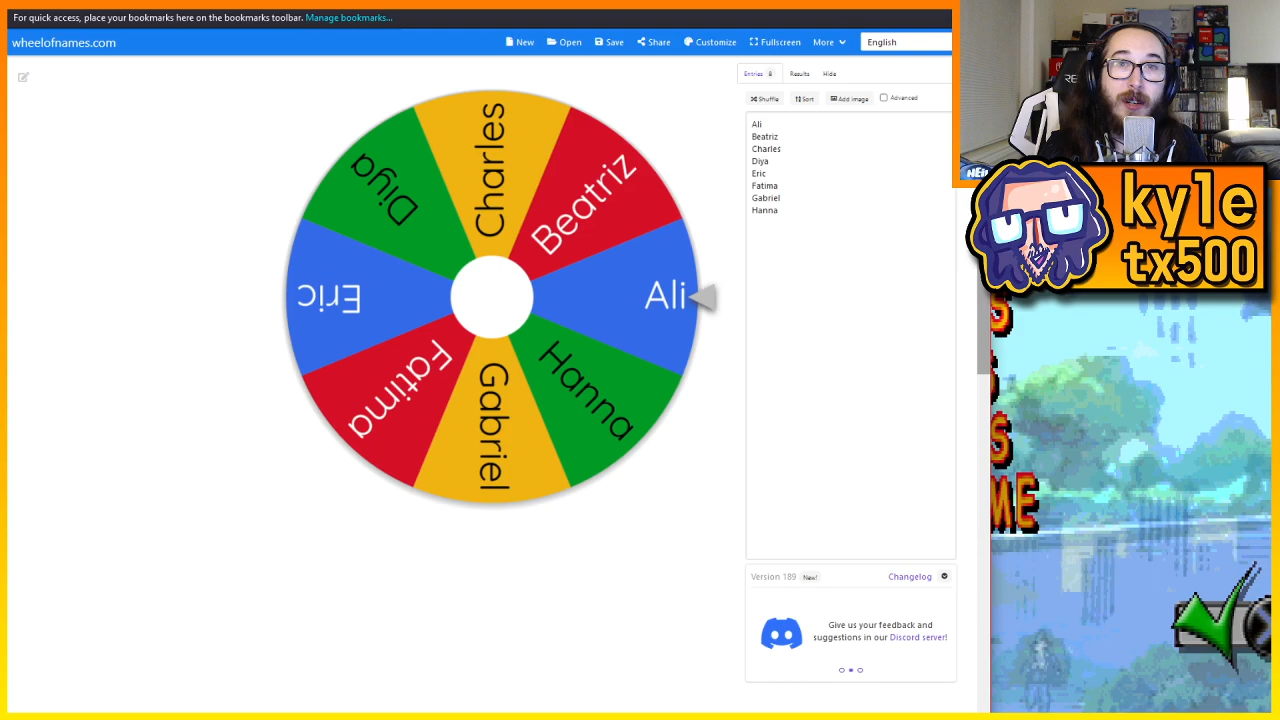 For quick access, place your bookmarks here on the bookmarks toolbar. Manage bookmarks...
wheelofnames.com
New Open Save Share Customize Fullscreen More English
Entries 8 Results Hide
Shuffle Sort Add image Advanced
Ali
Beatriz
Charles
Diya
Eric
Fatima
Gabriel
Hanna
Charles
Beatriz
Diya
Ali
Eric
Hanna
Fatima
Gabriel
Version 189 New! Changelog
Give us your feedback and
suggestions in our Discord server!
kyle
tx500
S
S
ME